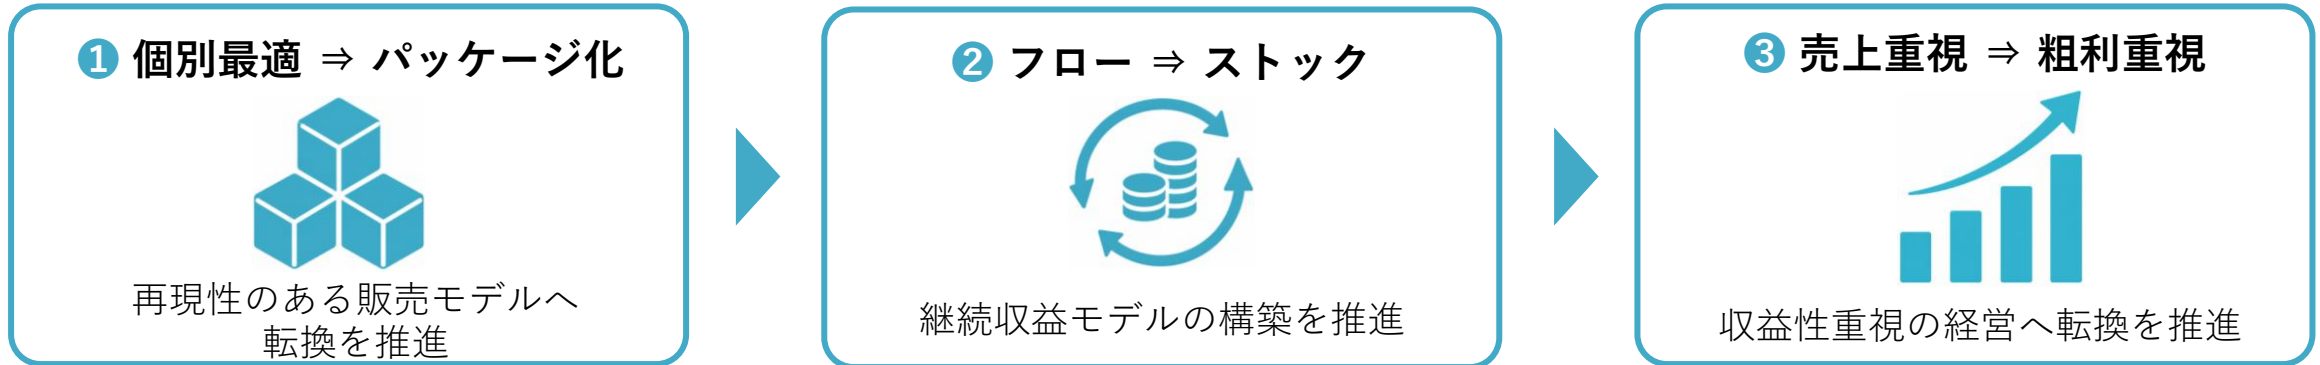 ❶ 個別最適 ⇒ パッケージ化
再現性のある販売モデルへ
転換を推進
❷ フロー ⇒ ストック
継続収益モデルの構築を推進
❸ 売上重視 ⇒ 粗利重視
収益性重視の経営へ転換を推進